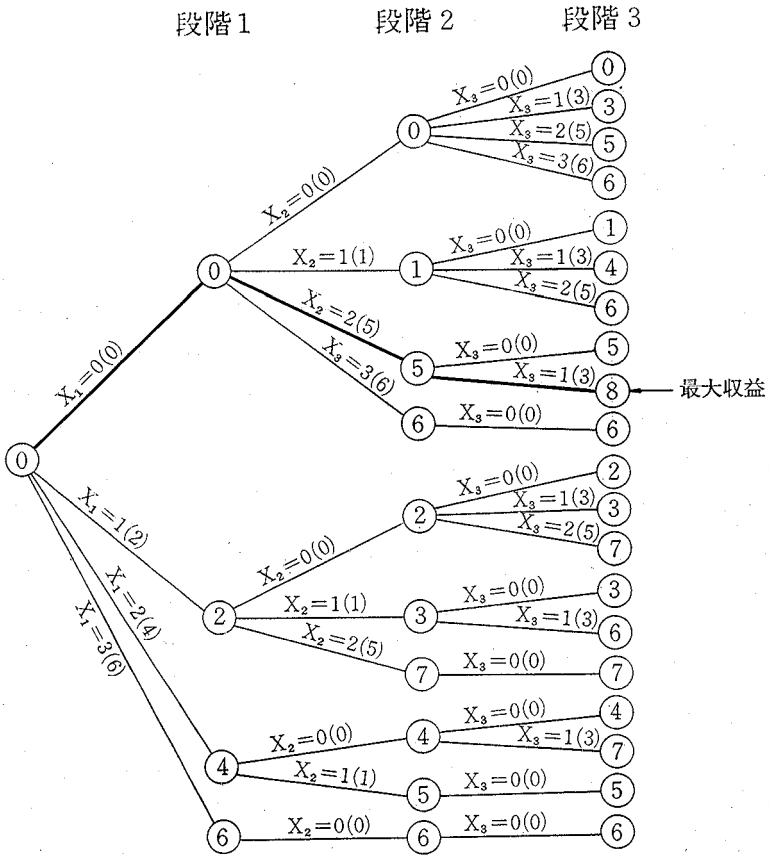 段階1 段階2 段階3
0
X₃=0(0)
X₃=1(3)
3
0
X₃=2(5)
5
X₃=3(6)
6
X₂=0(0)
1
X₃=0(0)
0
X₂=1(1)
1
X₃=1(3)
4
X₃=2(5)
6
X₂=2(5)
X₃=0(0)
5
X₃=3(6)
5
X₃=1(3)
8
最大収益
X₁=0(0)
6
X₃=0(0)
6
0
X₃=0(0)
2
X₁=1(2)
2
X₃=1(3)
3
X₂=0(0)
X₃=2(5)
7
X₁=2(4)
X₃=0(0)
3
2
X₂=1(1)
3
X₃=1(3)
6
X₁=3(6)
X₂=2(5)
7
X₃=0(0)
7
X₃=0(0)
4
X₂=0(0)
4
X₃=1(3)
7
4
X₂=1(1)
5
X₃=0(0)
5
6
X₂=0(0)
6
X₃=0(0)
6